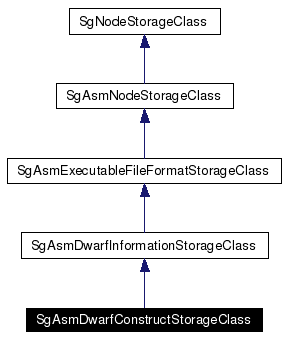 SgNodeStorageClass
SgAsmNodeStorageClass
SgAsmExecutableFileFormatStorageClass
SgAsmDwarfInformationStorageClass
SgAsmDwarfConstructStorageClass